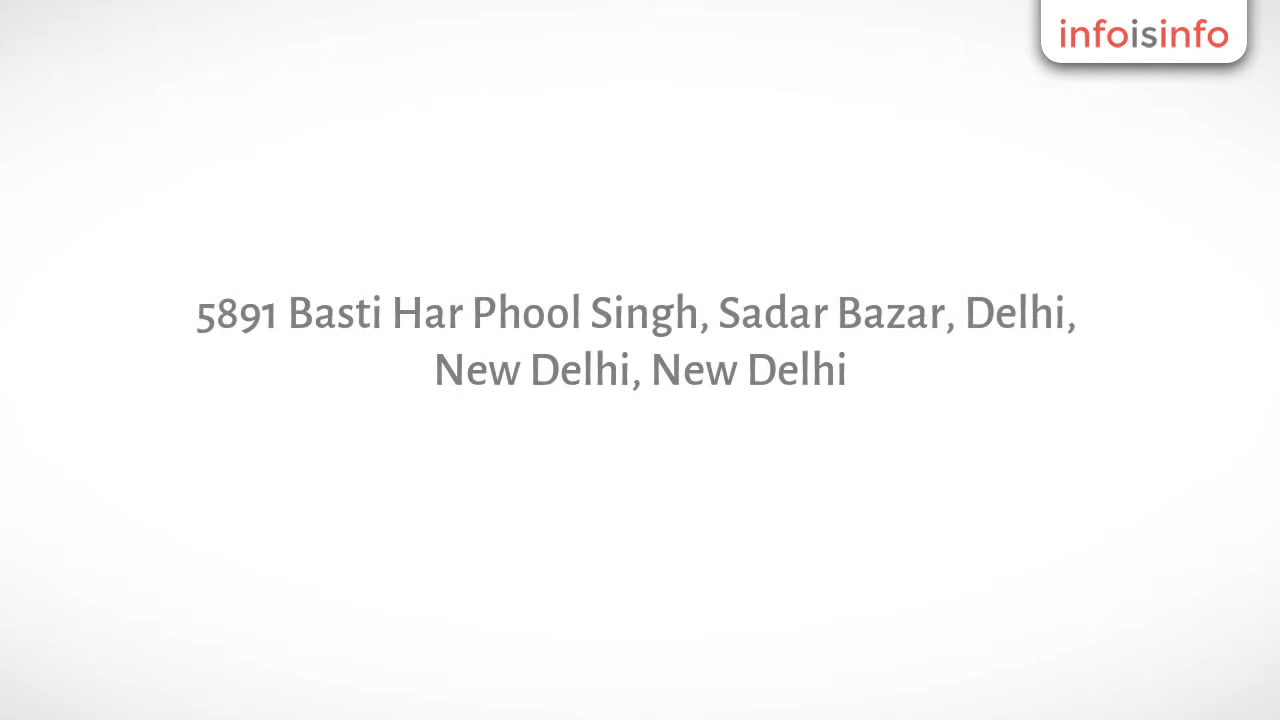 infoisinfo
5891 Basti Har Phool Singh, Sadar Bazar, Delhi,
New Delhi, New Delhi